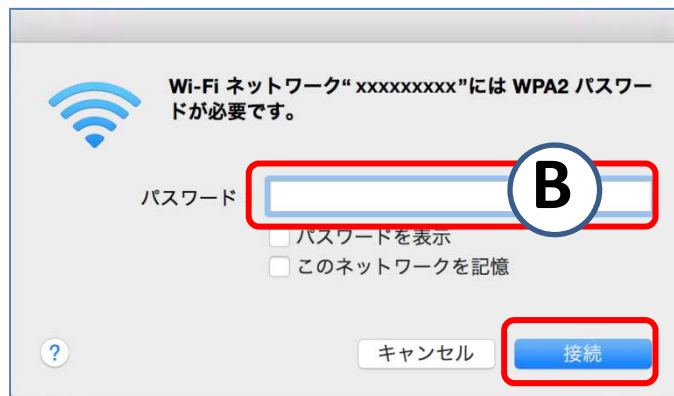 Wi-Fi ネットワーク“ xxxxxxxxx”には WPA2 パスワー
ドが必要です。
パスワード
B
パスワードを表示
このネットワークを記憶
?
キャンセル
接続